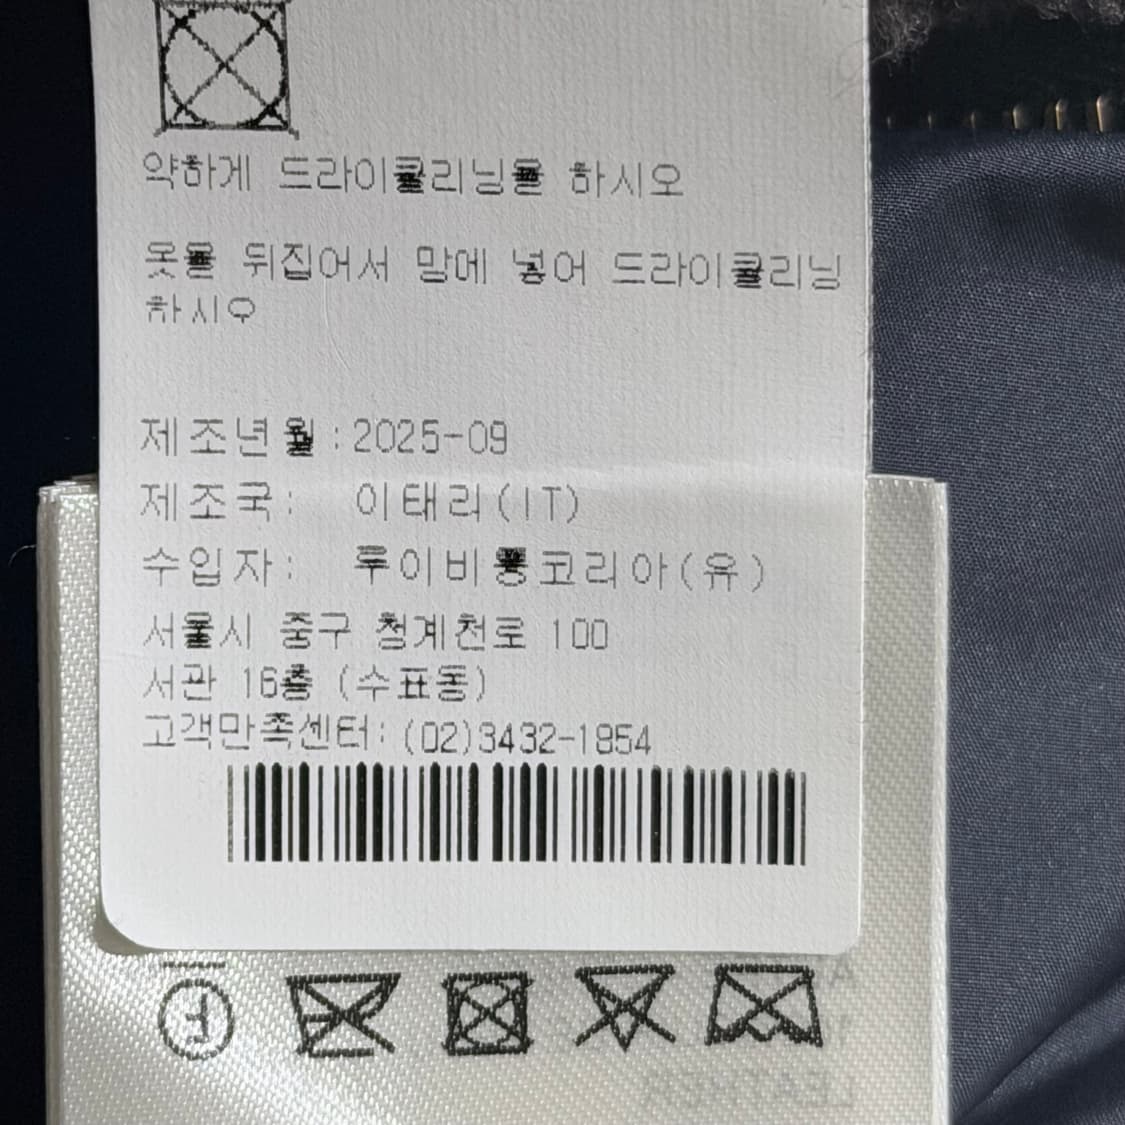 약하게 드라이클리닝을 하시오
옷을 뒤집어서 망에 넣어 드라이클리닝
하시오
제조년월:2025-09
제조국: 이태리(IT)
수입자: 루이비통코리아(유)
서울시 중구 청계천로 100
서관 16층 (수표동)
고객만족센터:(02)3432-1854
F
A
LEATHER